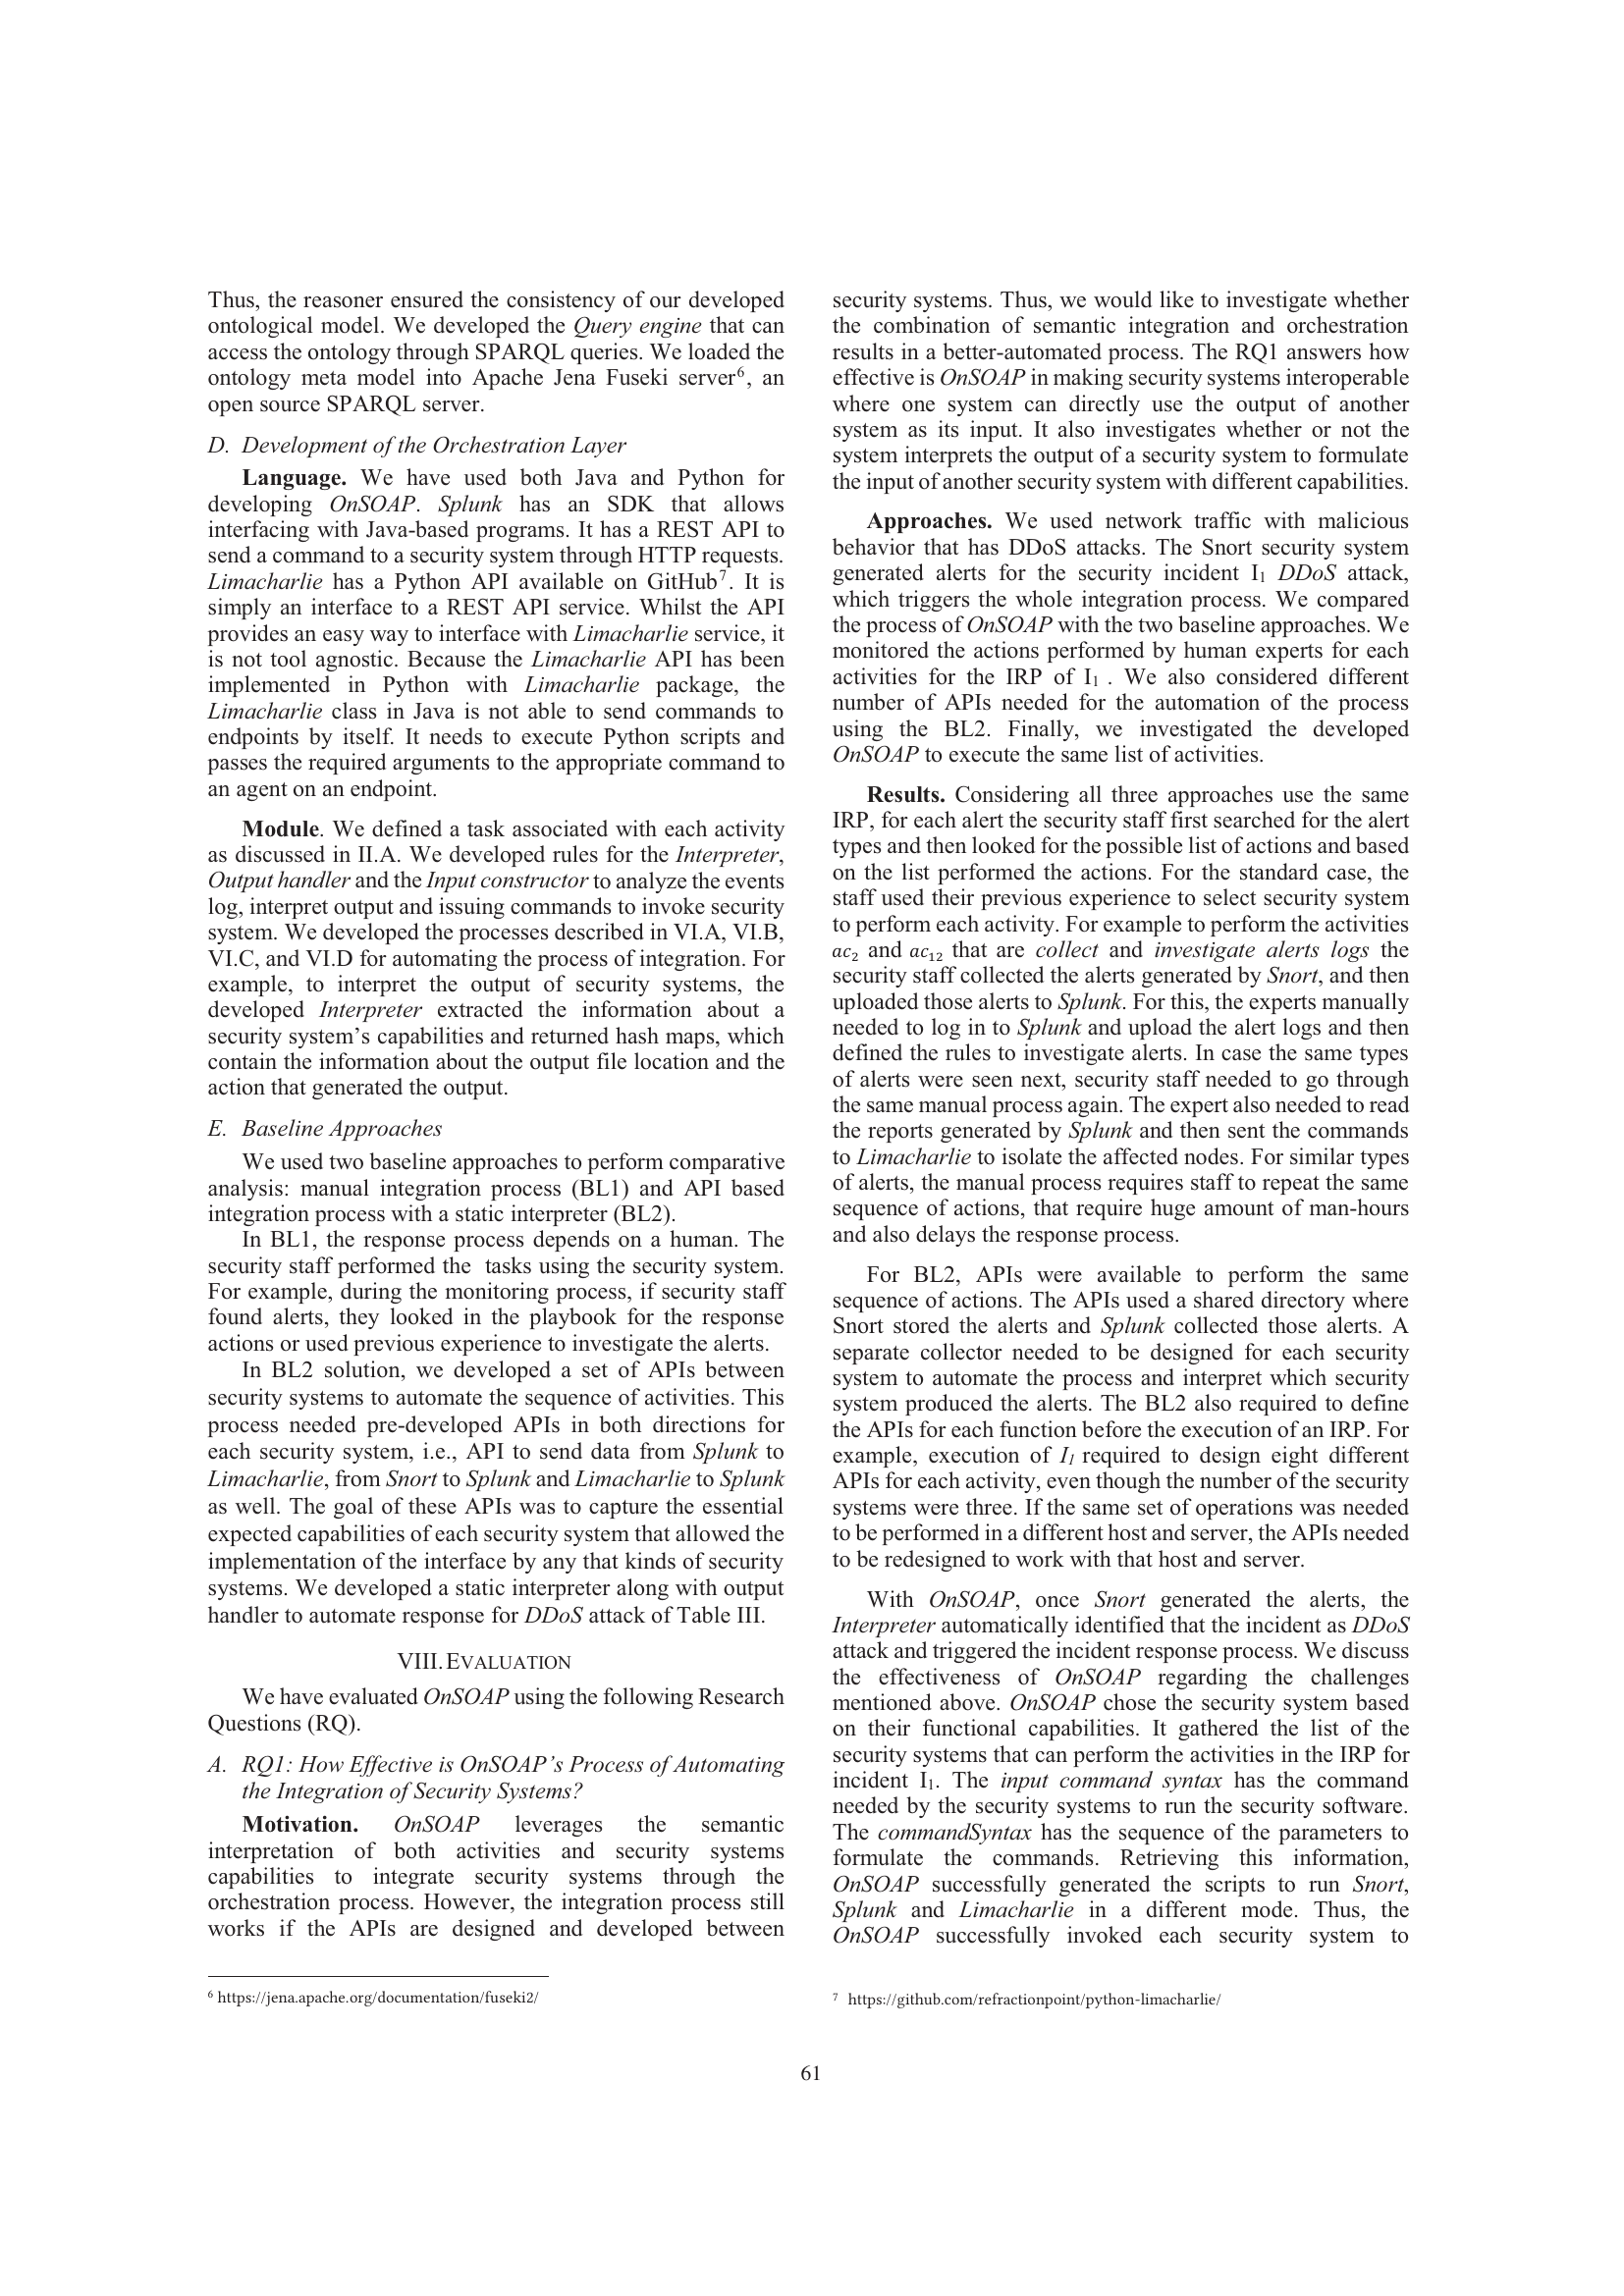 Thus, the reasoner ensured the consistency of our developed
ontological model. We developed the Query engine that can
access the ontology through SPARQL queries. We loaded the
ontology meta model into Apache Jena Fuseki server⁶, an
open source SPARQL server.
D. Development of the Orchestration Layer
Language. We have used both Java and Python for
developing OnSOAP. Splunk has an SDK that allows
interfacing with Java-based programs. It has a REST API to
send a command to a security system through HTTP requests.
Limacharlie has a Python API available on GitHub⁷. It is
simply an interface to a REST API service. Whilst the API
provides an easy way to interface with Limacharlie service, it
is not tool agnostic. Because the Limacharlie API has been
implemented in Python with Limacharlie package, the
Limacharlie class in Java is not able to send commands to
endpoints by itself. It needs to execute Python scripts and
passes the required arguments to the appropriate command to
an agent on an endpoint.
Module. We defined a task associated with each activity
as discussed in II.A. We developed rules for the Interpreter,
Output handler and the Input constructor to analyze the events
log, interpret output and issuing commands to invoke security
system. We developed the processes described in VI.A, VI.B,
VI.C, and VI.D for automating the process of integration. For
example, to interpret the output of security systems, the
developed Interpreter extracted the information about a
security system's capabilities and returned hash maps, which
contain the information about the output file location and the
action that generated the output.
E. Baseline Approaches
We used two baseline approaches to perform comparative
analysis: manual integration process (BL1) and API based
integration process with a static interpreter (BL2).
In BL1, the response process depends on a human. The
security staff performed the tasks using the security system.
For example, during the monitoring process, if security staff
found alerts, they looked in the playbook for the response
actions or used previous experience to investigate the alerts.
In BL2 solution, we developed a set of APIs between
security systems to automate the sequence of activities. This
process needed pre-developed APIs in both directions for
each security system, i.e., API to send data from Splunk to
Limacharlie, from Snort to Splunk and Limacharlie to Splunk
as well. The goal of these APIs was to capture the essential
expected capabilities of each security system that allowed the
implementation of the interface by any that kinds of security
systems. We developed a static interpreter along with output
handler to automate response for DDoS attack of Table III.
VIII. EVALUATION
We have evaluated OnSOAP using the following Research
Questions (RQ).
A. RQ1: How Effective is OnSOAP's Process of Automating
the Integration of Security Systems?
Motivation. OnSOAP leverages the semantic
interpretation of both activities and security systems
capabilities to integrate security systems through the
orchestration process. However, the integration process still
works if the APIs are designed and developed between
⁶ https://jena.apache.org/documentation/fuseki2/
security systems. Thus, we would like to investigate whether
the combination of semantic integration and orchestration
results in a better-automated process. The RQ1 answers how
effective is OnSOAP in making security systems interoperable
where one system can directly use the output of another
system as its input. It also investigates whether or not the
system interprets the output of a security system to formulate
the input of another security system with different capabilities.
Approaches. We used network traffic with malicious
behavior that has DDoS attacks. The Snort security system
generated alerts for the security incident I₁ DDoS attack,
which triggers the whole integration process. We compared
the process of OnSOAP with the two baseline approaches. We
monitored the actions performed by human experts for each
activities for the IRP of I₁ . We also considered different
number of APIs needed for the automation of the process
using the BL2. Finally, we investigated the developed
OnSOAP to execute the same list of activities.
Results. Considering all three approaches use the same
IRP, for each alert the security staff first searched for the alert
types and then looked for the possible list of actions and based
on the list performed the actions. For the standard case, the
staff used their previous experience to select security system
to perform each activity. For example to perform the activities
ac₂ and ac₁₂ that are collect and investigate alerts logs the
security staff collected the alerts generated by Snort, and then
uploaded those alerts to Splunk. For this, the experts manually
needed to log in to Splunk and upload the alert logs and then
defined the rules to investigate alerts. In case the same types
of alerts were seen next, security staff needed to go through
the same manual process again. The expert also needed to read
the reports generated by Splunk and then sent the commands
to Limacharlie to isolate the affected nodes. For similar types
of alerts, the manual process requires staff to repeat the same
sequence of actions, that require huge amount of man-hours
and also delays the response process.
For BL2, APIs were available to perform the same
sequence of actions. The APIs used a shared directory where
Snort stored the alerts and Splunk collected those alerts. A
separate collector needed to be designed for each security
system to automate the process and interpret which security
system produced the alerts. The BL2 also required to define
the APIs for each function before the execution of an IRP. For
example, execution of I₁ required to design eight different
APIs for each activity, even though the number of the security
systems were three. If the same set of operations was needed
to be performed in a different host and server, the APIs needed
to be redesigned to work with that host and server.
With OnSOAP, once Snort generated the alerts, the
Interpreter automatically identified that the incident as DDoS
attack and triggered the incident response process. We discuss
the effectiveness of OnSOAP regarding the challenges
mentioned above. OnSOAP chose the security system based
on their functional capabilities. It gathered the list of the
security systems that can perform the activities in the IRP for
incident I₁. The input command syntax has the command
needed by the security systems to run the security software.
The commandSyntax has the sequence of the parameters to
formulate the commands. Retrieving this information,
OnSOAP successfully generated the scripts to run Snort,
Splunk and Limacharlie in a different mode. Thus, the
OnSOAP successfully invoked each security system to
⁷ https://github.com/refractionpoint/python-limacharlie/
61